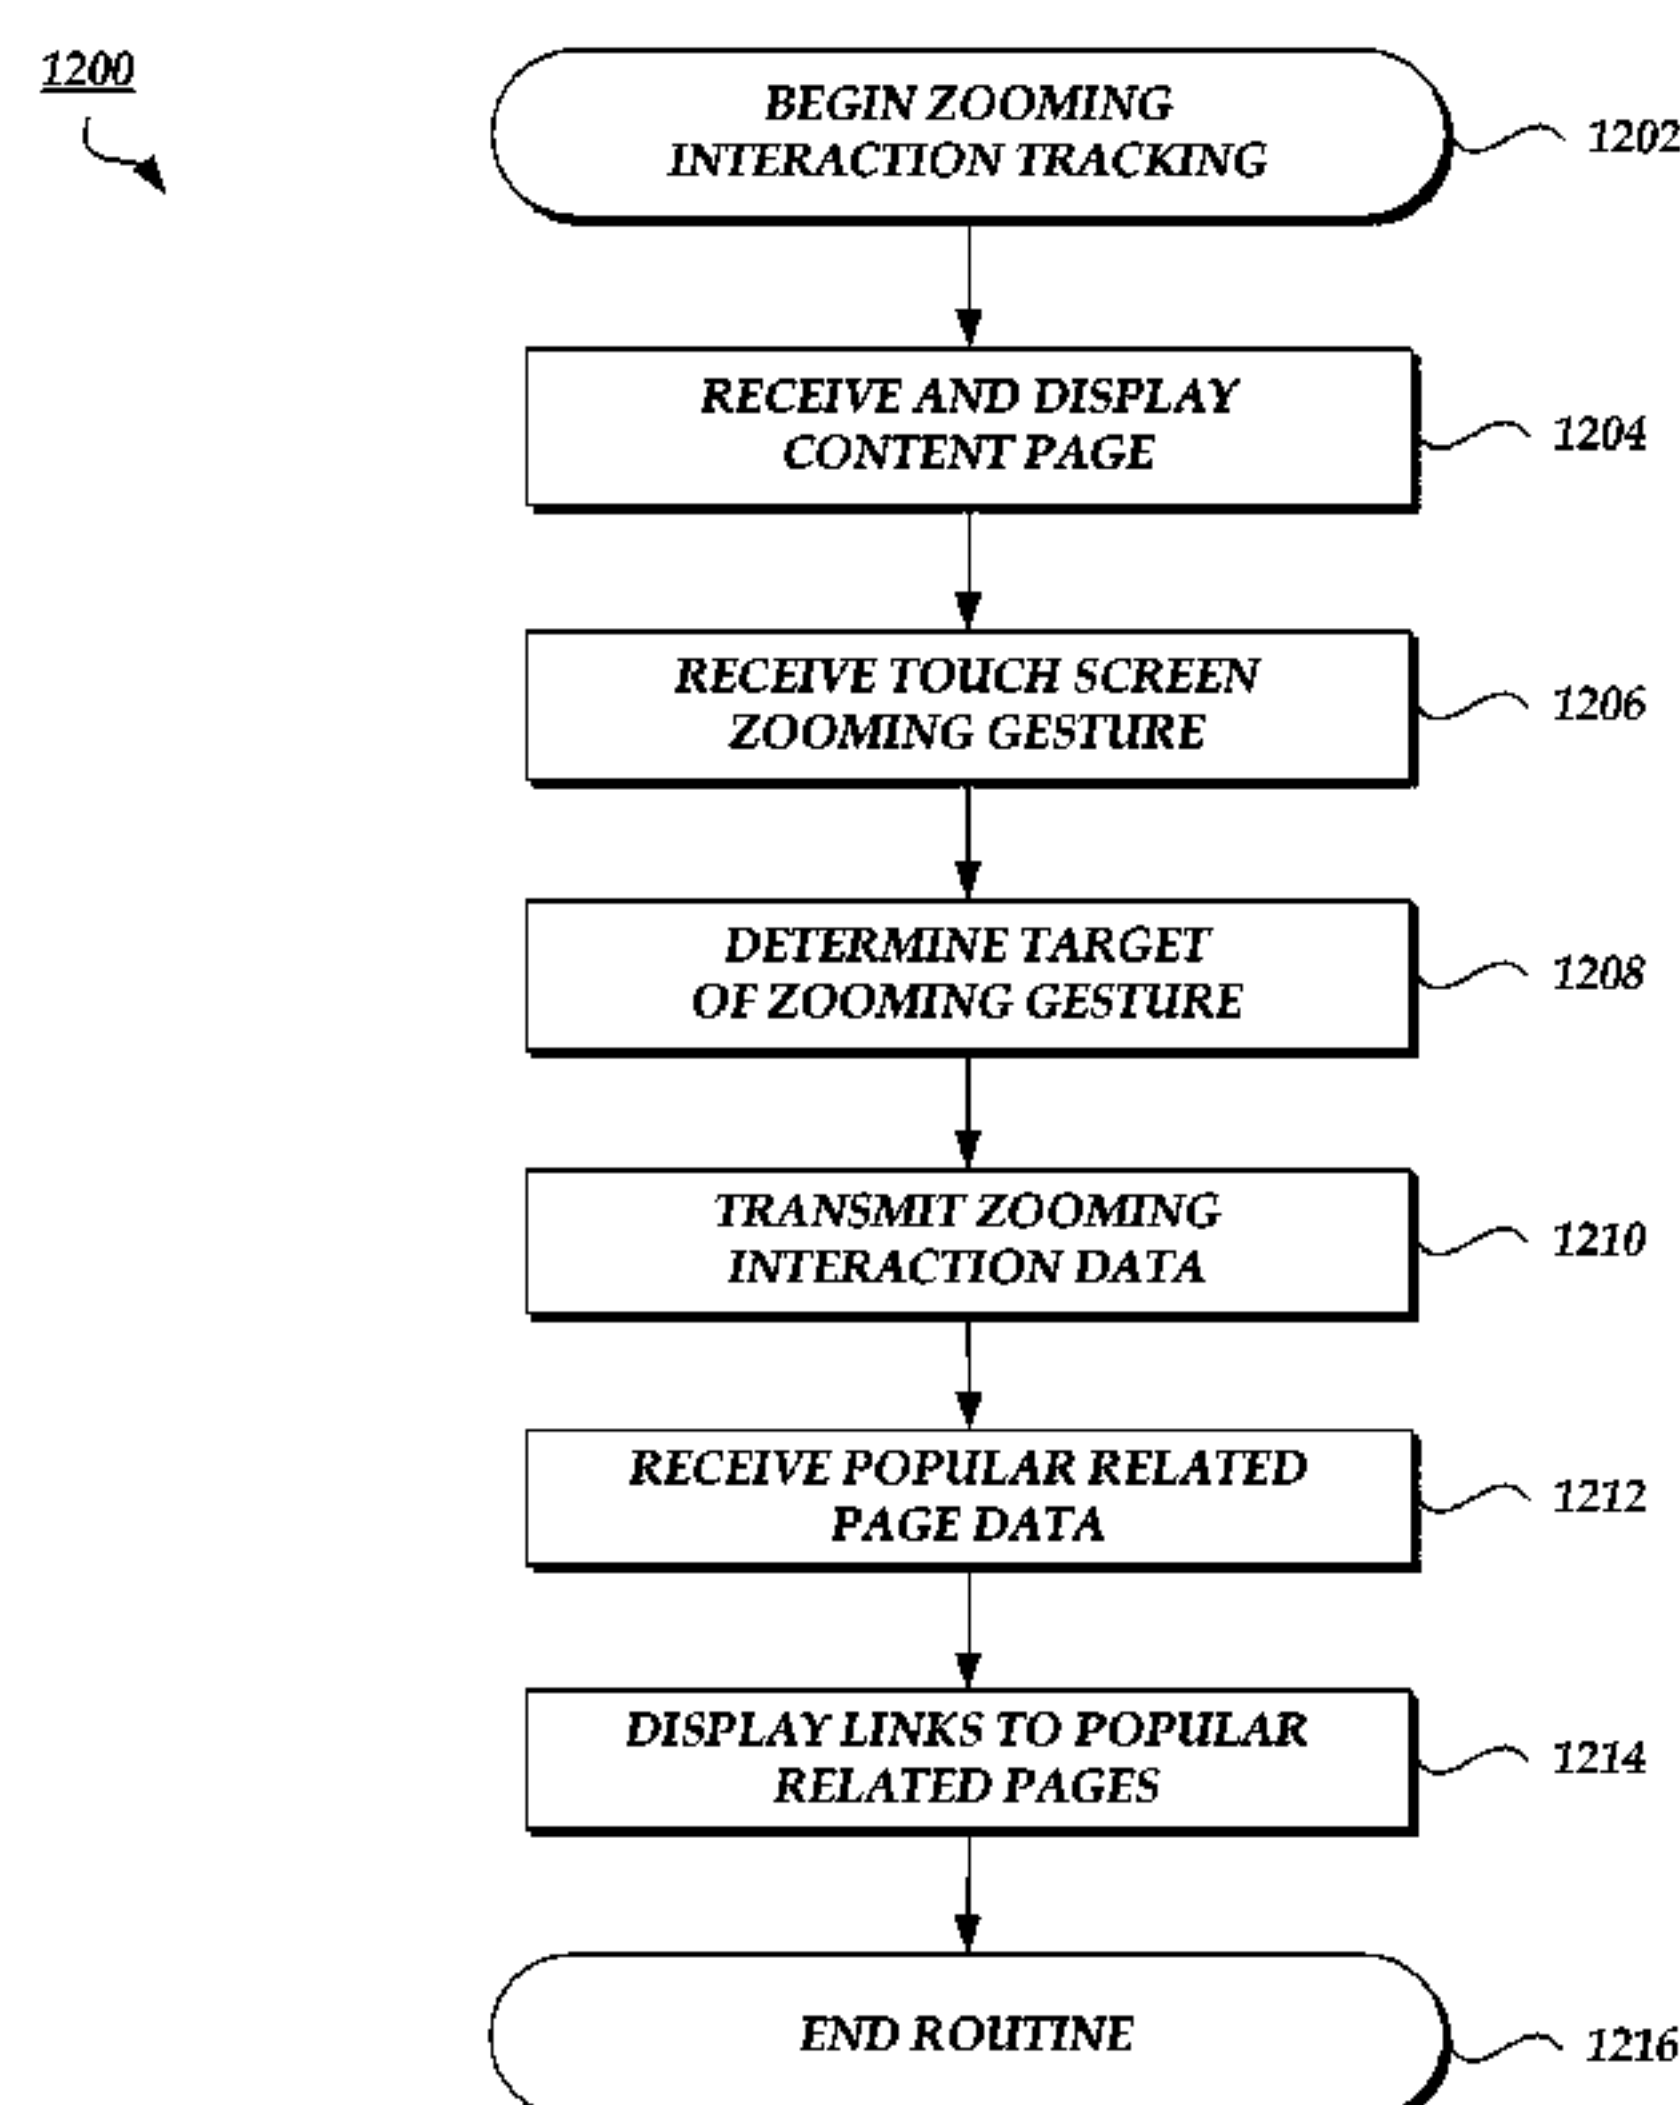 1200
BEGIN ZOOMING
INTERACTION TRACKING
1202
RECEIVE AND DISPLAY
CONTENT PAGE
1204
RECEIVE TOUCH SCREEN
ZOOMING GESTURE
1206
DETERMINE TARGET
OF ZOOMING GESTURE
1208
TRANSMIT ZOOMING
INTERACTION DATA
1210
RECEIVE POPULAR RELATED
PAGE DATA
1212
DISPLAY LINKS TO POPULAR
RELATED PAGES
1214
END ROUTINE
1216